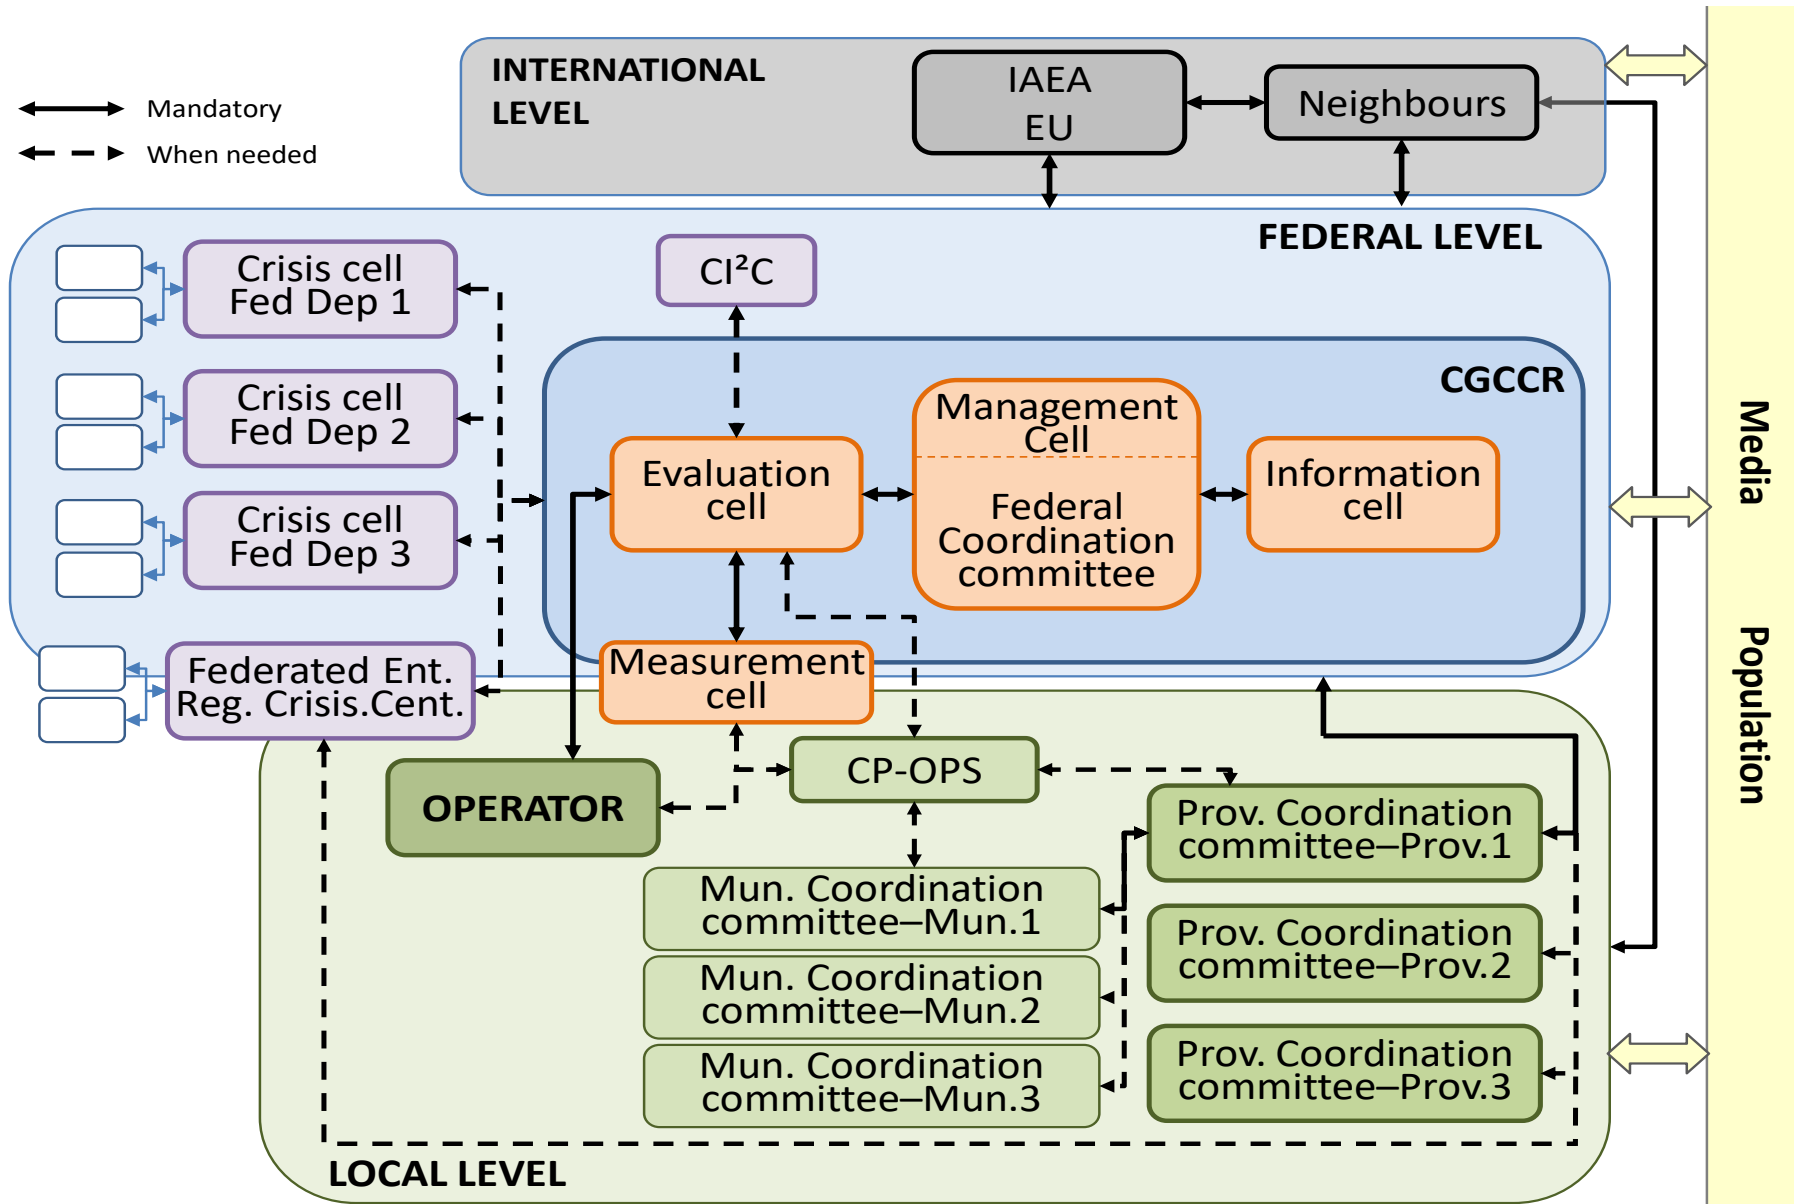 INTERNATIONAL
LEVEL
IAEA
EU
Neighbours
Mandatory
When needed
FEDERAL LEVEL
Crisis cell
Fed Dep 1
CI²C
CGCCR
Crisis cell
Fed Dep 2
Management
Cell
Evaluation
cell
Federal
Coordination
committee
Information
cell
Crisis cell
Fed Dep 3
Federated Ent.
Reg. Crisis.Cent.
Measurement
cell
OPERATOR
CP-OPS
Prov. Coordination
committee–Prov.1
Mun. Coordination
committee–Mun.1
Prov. Coordination
committee–Prov.2
Mun. Coordination
committee–Mun.2
Prov. Coordination
committee–Prov.3
Mun. Coordination
committee–Mun.3
LOCAL LEVEL
Media
Population